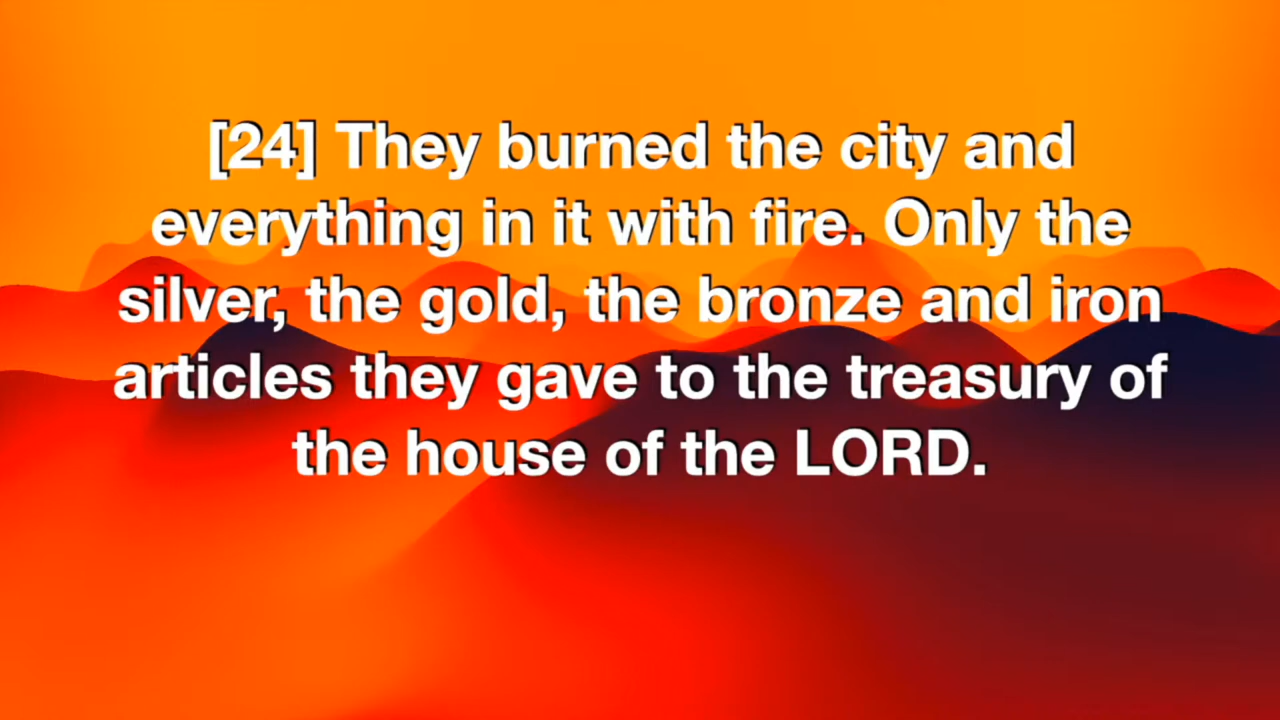 [24] They burned the city and
everything in it with fire. Only the
silver, the gold, the bronze and iron
articles they gave to the treasury of
the house of the LORD.